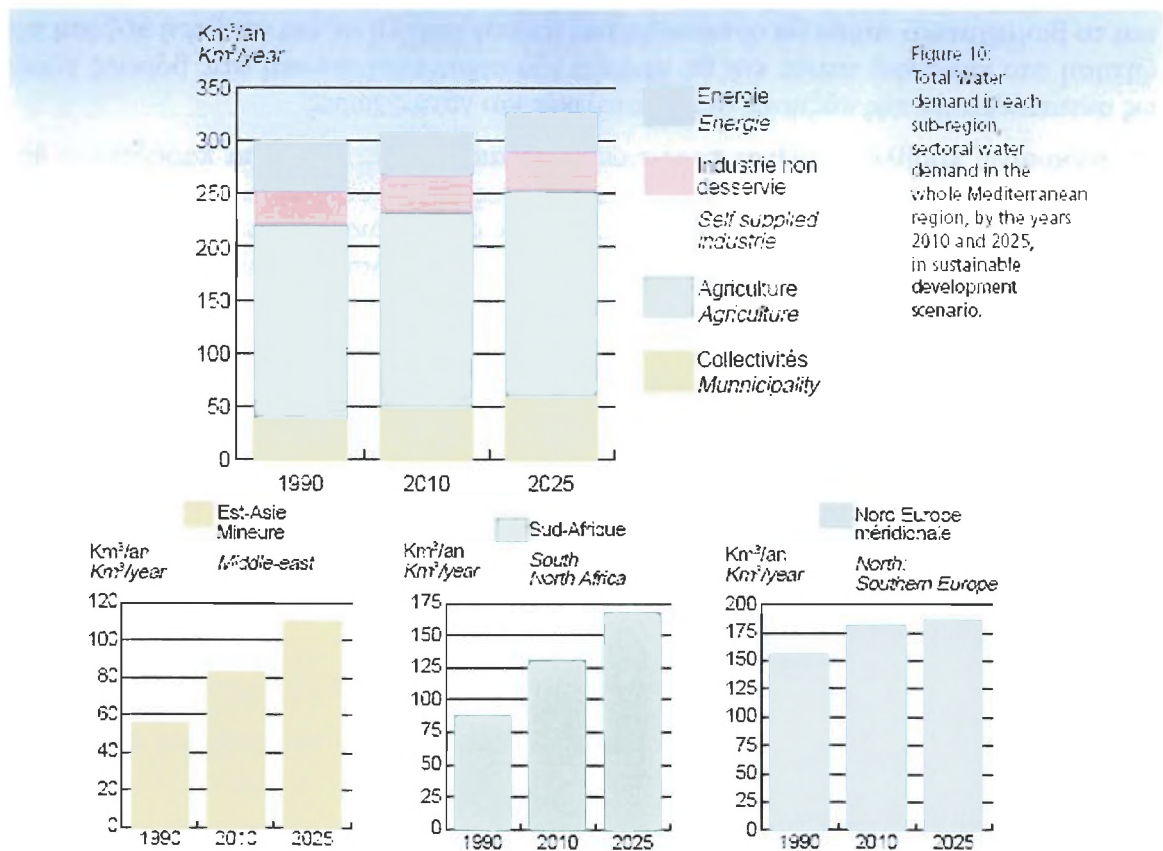 Km³/an
Km³/year
350
300
250
200
150
100
50
0
1990
2010
2025
Energie
Energie
Industrie non
desservie
Self supplied
industrie
Agriculture
Agriculture
Collectivités
Munnicipality
Figure 10:
Total Water
demand in each
sub-region,
sectoral water
demand in the
whole Mediterranean
region, by the years
2010 and 2025,
in sustainable
development
scenario.
Est-Asie
Mineure
Middle-east
Km³/an
Km³/year
120
100
80
60
40
20
0
1990
2010
2025
Sud-Afrique
South
North Africa
Km³/an
Km³/year
175
150
125
100
75
50
25
0
1990
2010
2025
Nord Europe
méridionale
North:
Southern Europe
Km³/an
Km³/year
200
175
150
125
100
75
50
25
0
1990
2010
2025